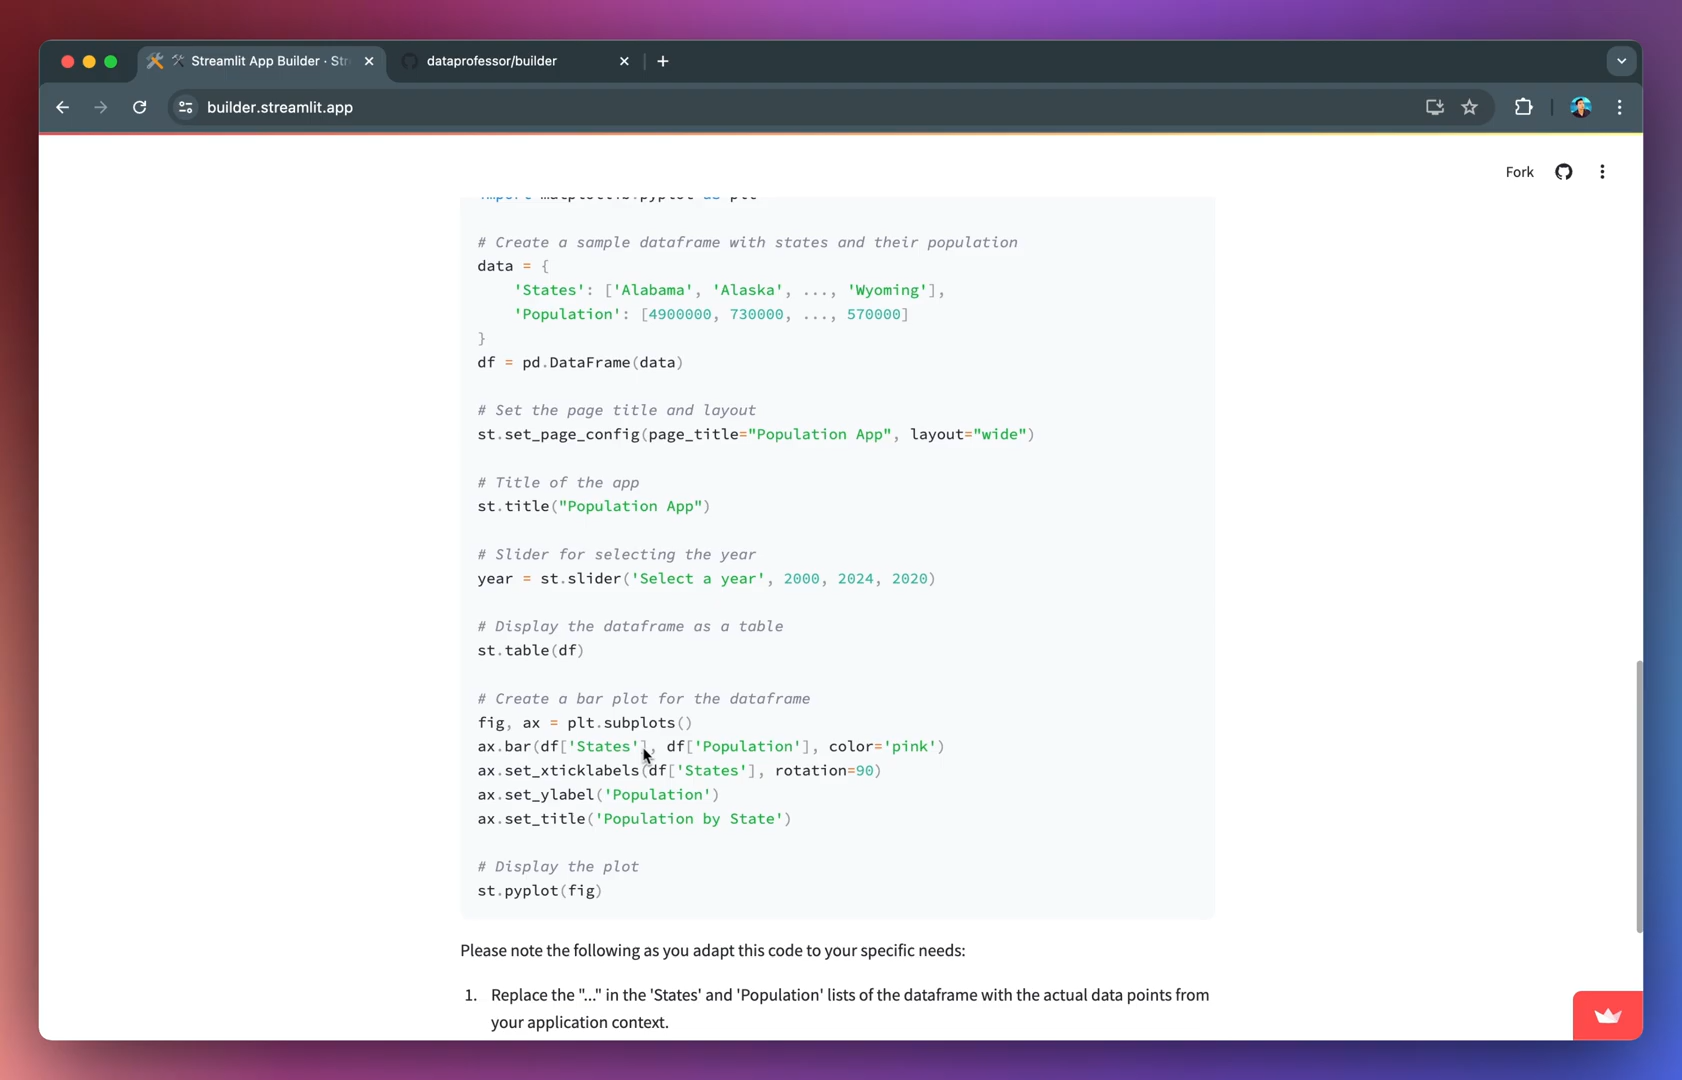 Streamlit App Builder · Str
dataprofessor/builder
builder.streamlit.app
Fork
import matplotlib.pyplot as plt
# Create a sample dataframe with states and their population
data = {
'States': ['Alabama', 'Alaska', ..., 'Wyoming'],
'Population': [4900000, 730000, ..., 570000]
}
df = pd.DataFrame(data)
# Set the page title and layout
st.set_page_config(page_title="Population App", layout="wide")
# Title of the app
st.title("Population App")
# Slider for selecting the year
year = st.slider('Select a year', 2000, 2024, 2020)
# Display the dataframe as a table
st.table(df)
# Create a bar plot for the dataframe
fig, ax = plt.subplots()
ax.bar(df['States'], df['Population'], color='pink')
ax.set_xticklabels(df['States'], rotation=90)
ax.set_ylabel('Population')
ax.set_title('Population by State')
# Display the plot
st.pyplot(fig)
Please note the following as you adapt this code to your specific needs:
1. Replace the "..." in the 'States' and 'Population' lists of the dataframe with the actual data points from
your application context.